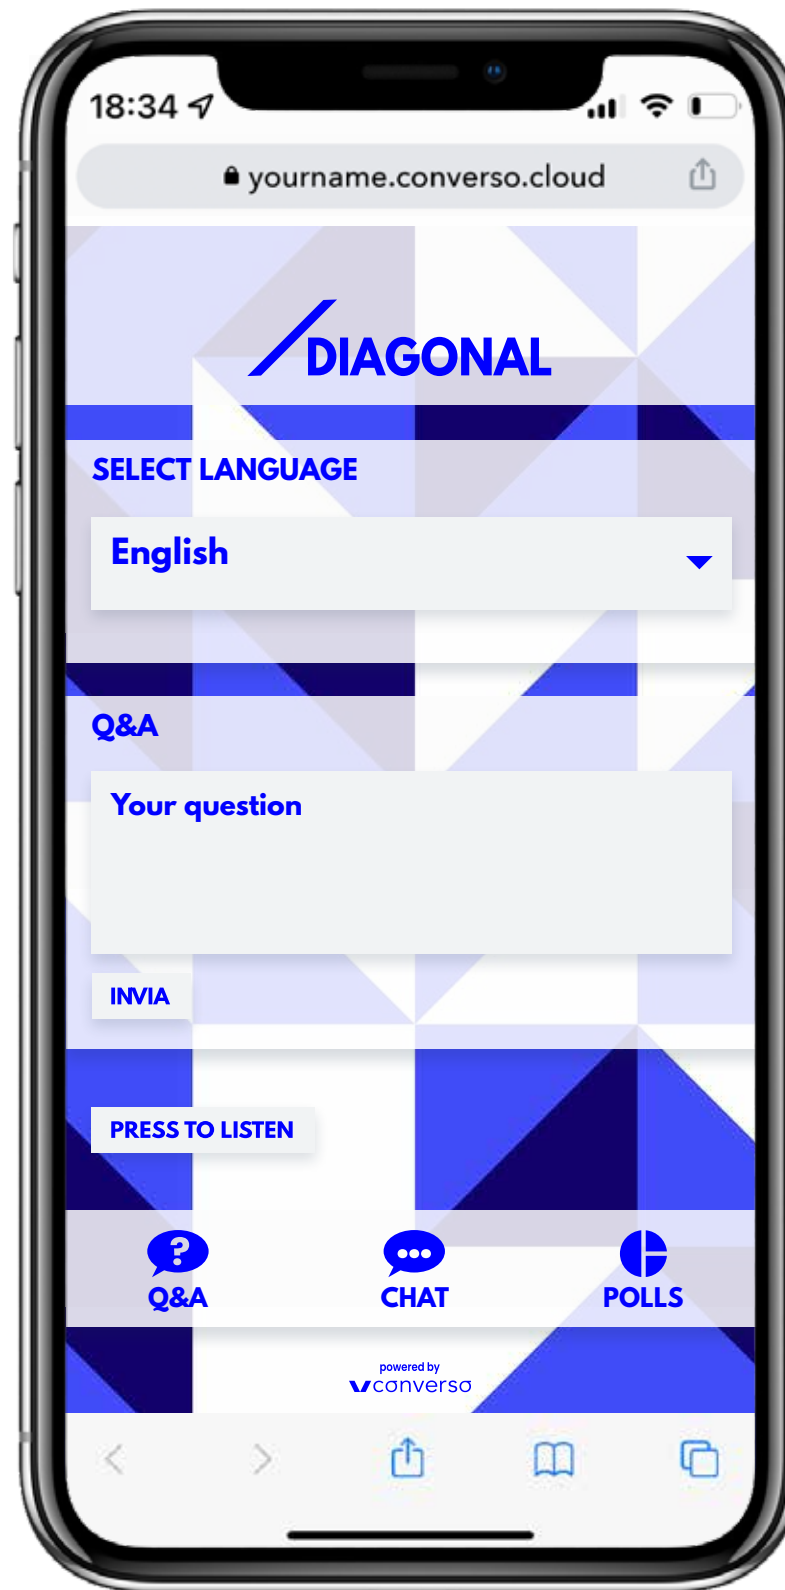 18:34
yourname.converso.cloud
DIAGONAL
SELECT LANGUAGE
English
Q&A
Your question
INVIA
PRESS TO LISTEN
Q&A
CHAT
POLLS
powered by
converso